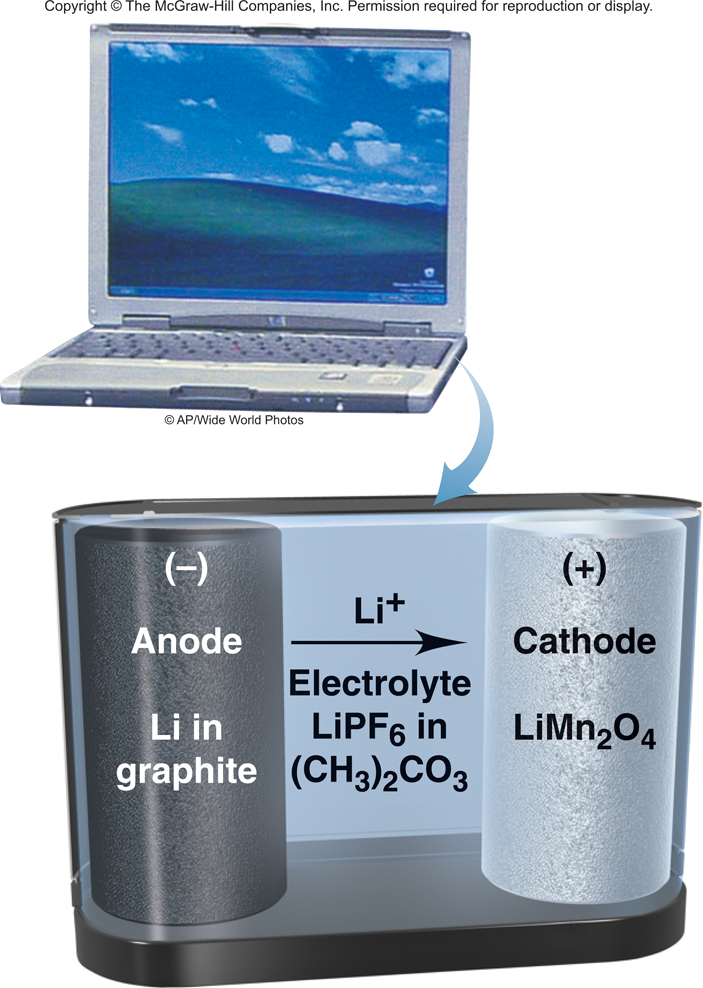 Copyright © The McGraw-Hill Companies, Inc. Permission required for reproduction or display.
© AP/Wide World Photos
(–)
Anode
Li in
graphite
Li⁺
Electrolyte
LiPF₆ in
(CH₃)₂CO₃
(+)
Cathode
LiMn₂O₄